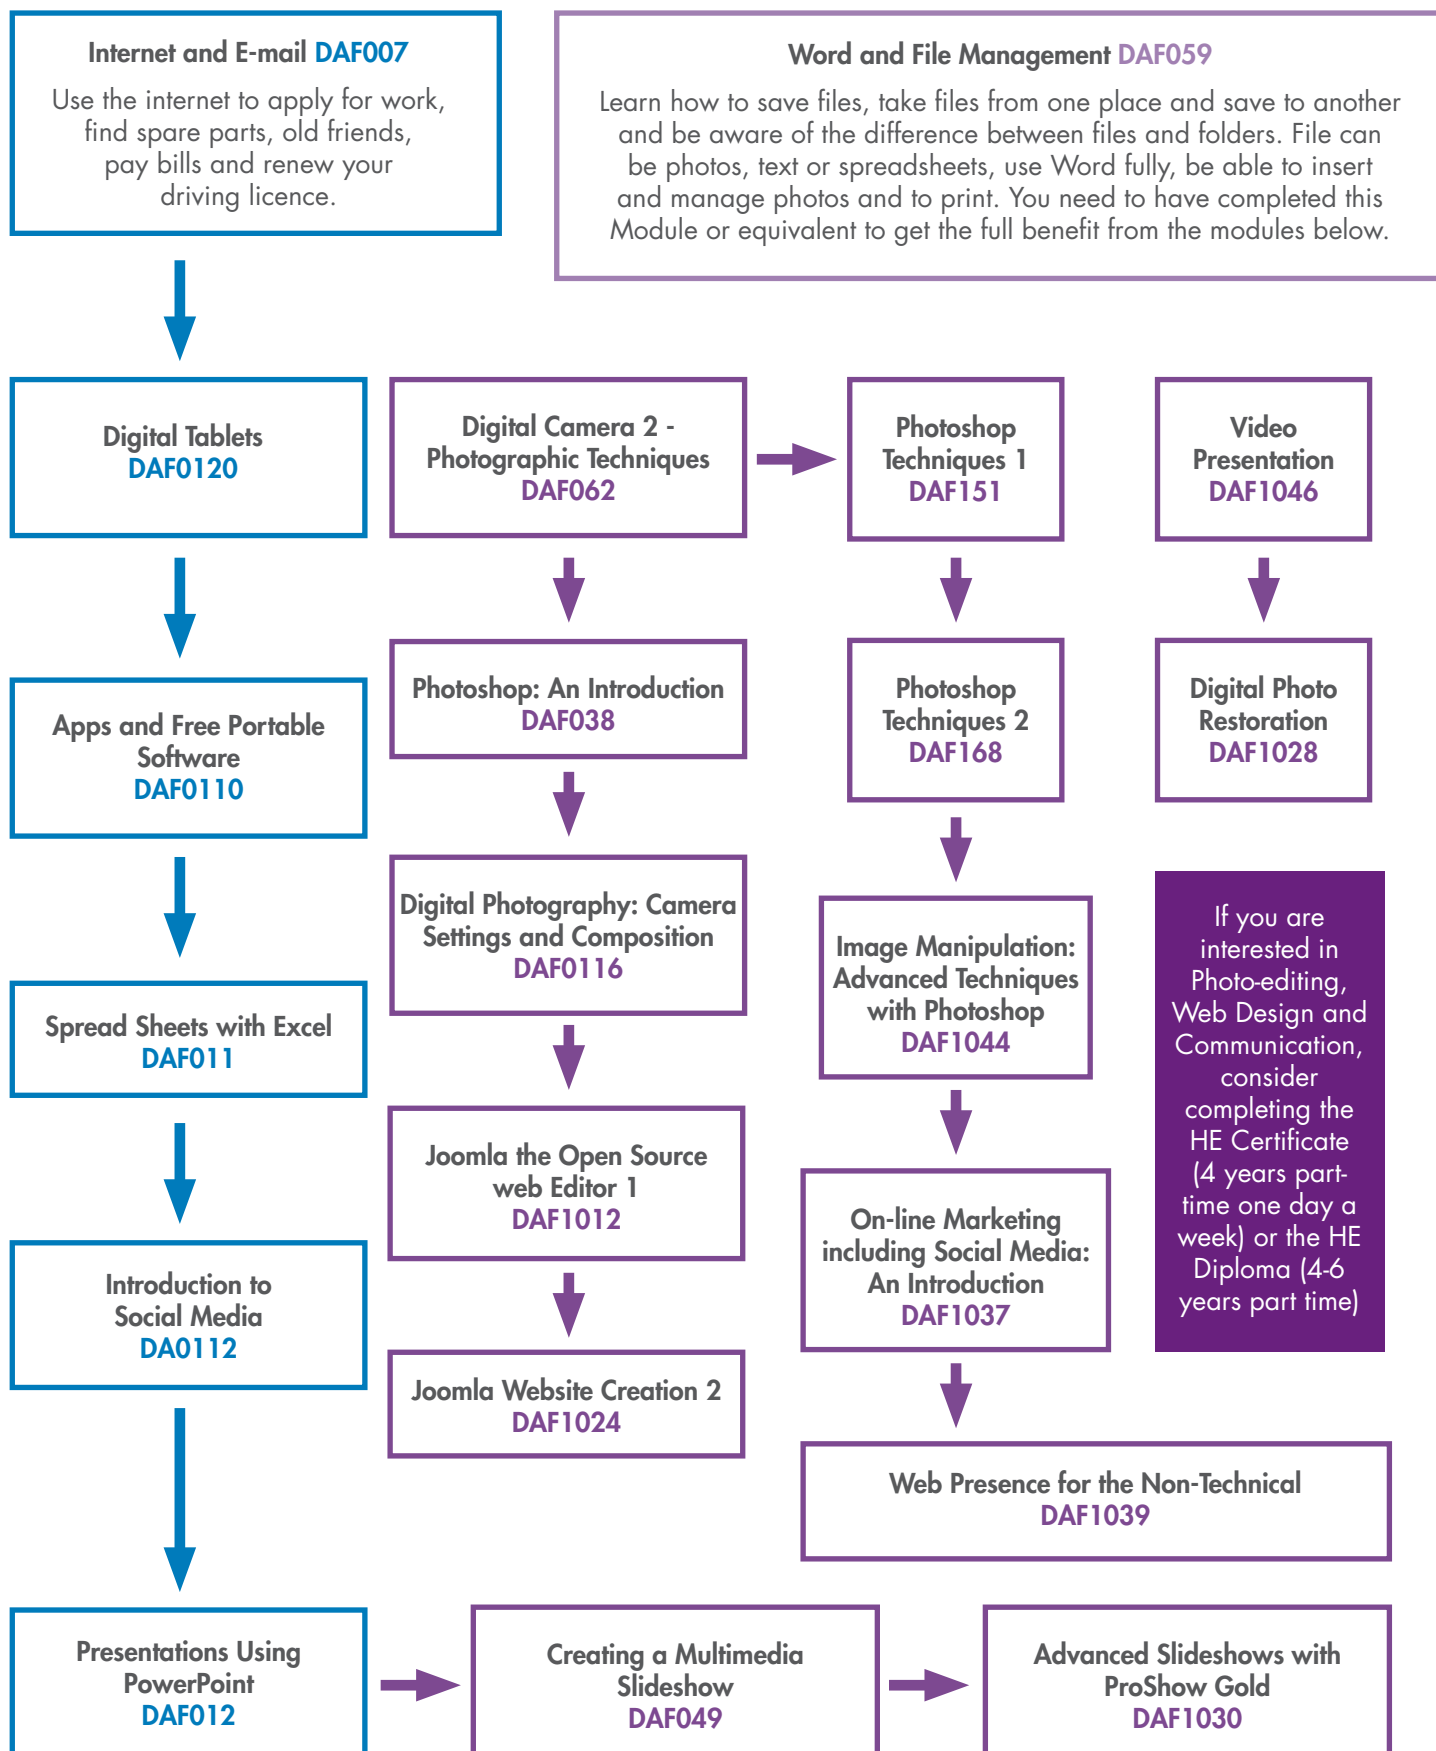 Internet and E-mail DAF007
Use the internet to apply for work,
find spare parts, old friends,
pay bills and renew your
driving licence.
Word and File Management DAF059
Learn how to save files, take files from one place and save to another
and be aware of the difference between files and folders. File can
be photos, text or spreadsheets, use Word fully, be able to insert
and manage photos and to print. You need to have completed this
Module or equivalent to get the full benefit from the modules below.
Digital Tablets
DAF0120
Apps and Free Portable
Software
DAF0110
Spread Sheets with Excel
DAF011
Introduction to
Social Media
DA0112
Presentations Using
PowerPoint
DAF012
Digital Camera 2 -
Photographic Techniques
DAF062
Photoshop: An Introduction
DAF038
Digital Photography: Camera
Settings and Composition
DAF0116
Joomla the Open Source
web Editor 1
DAF1012
Joomla Website Creation 2
DAF1024
Photoshop
Techniques 1
DAF151
Photoshop
Techniques 2
DAF168
Image Manipulation:
Advanced Techniques
with Photoshop
DAF1044
On-line Marketing
including Social Media:
An Introduction
DAF1037
Web Presence for the Non-Technical
DAF1039
Video
Presentation
DAF1046
Digital Photo
Restoration
DAF1028
If you are
interested in
Photo-editing,
Web Design and
Communication,
consider
completing the
HE Certificate
(4 years part-
time one day a
week) or the HE
Diploma (4-6
years part time)
Creating a Multimedia
Slideshow
DAF049
Advanced Slideshows with
ProShow Gold
DAF1030